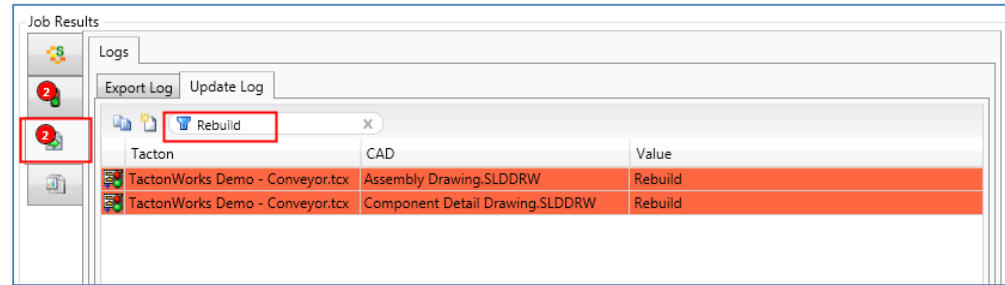 Job Results
S
Logs
2
Export Log Update Log
2
Rebuild X
Tacton CAD Value
TactonWorks Demo - Conveyor.tcx Assembly Drawing.SLDDRW Rebuild
TactonWorks Demo - Conveyor.tcx Component Detail Drawing.SLDDRW Rebuild